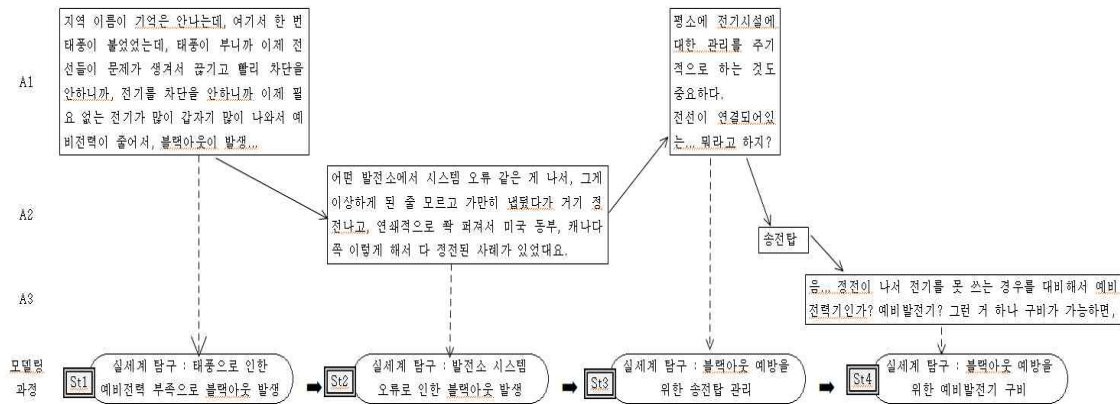 A1
지역 이름이 기억은 안나는데, 여기서 한 번
태풍이 불었었는데, 태풍이 부니까 이제 전
선들이 문제가 생겨서 끊기고 빨리 차단을
안하니까, 전기를 차단을 안하니까 이제 필
요 없는 전기가 많이 갑자기 많이 나와서 예
비전력이 줄어서, 블랙아웃이 발생...
평소에 전기시설에
대한 관리를 주기
적으로 하는 것도
중요하다.
전선이 연결되어있
는... 뭐라고 하지?
A2
어떤 발전소에서 시스템 오류 같은 게 나서, 그게
이상하게 된 줄 모르고 가만히 냅뒀다가 거기 정
전나고, 연쇄적으로 쫙 퍼져서 미국 동부, 캐나다
쪽 이렇게 해서 다 정전된 사례가 있었대요.
송전탑
A3
음... 정전이 나서 전기를 못 쓰는 경우를 대비해서 예비
전력기인가? 예비발전기? 그런 거 하나 구비가 가능하면,
모델링
과정
St1
실세계 탐구 : 태풍으로 인한
예비전력 부족으로 블랙아웃 발생
St2
실세계 탐구 : 발전소 시스템
오류로 인한 블랙아웃 발생
St3
실세계 탐구 : 블랙아웃 예방을
위한 송전탑 관리
St4
실세계 탐구 : 블랙아웃 예방을
위한 예비발전기 구비